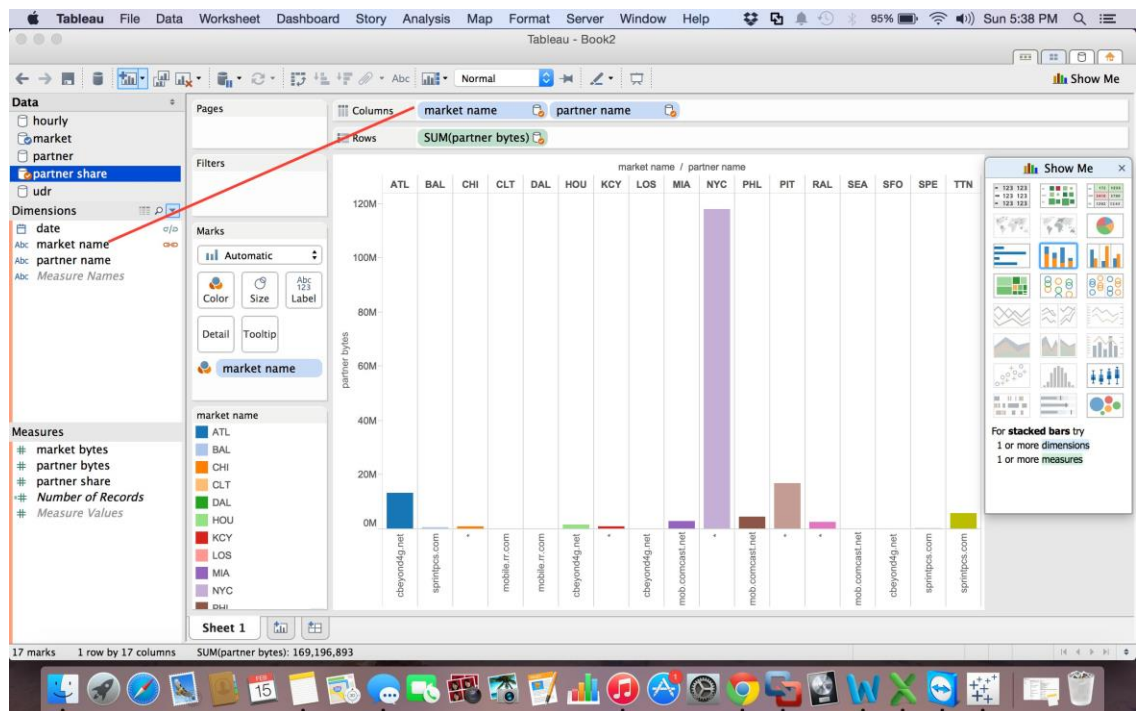 Tableau File Data Worksheet Dashboard Story Analysis Map Format Server Window Help 95% Sun 5:38 PM
Tableau - Book2
Abc Normal Show Me
Data
hourly
market
partner
partner share
udr
Dimensions
date
Abc market name
Abc partner name
Abc Measure Names
Measures
# market bytes
# partner bytes
# partner share
# Number of Records
# Measure Values
Pages
Filters
Marks
Automatic
Color Size Abc 123 Label
Detail Tooltip
market name
market name
ATL
BAL
CHI
CLT
DAL
HOU
KCY
LOS
MIA
NYC
PHL
Columns market name partner name
Rows SUM(partner bytes)
market name / partner name
ATL BAL CHI CLT DAL HOU KCY LOS MIA NYC PHL PIT RAL SEA SFO SPE TTN
120M
100M
80M
60M
40M
20M
0M
partner bytes
cbeyond4g.net sprintpcs.com * mobile.rr.com mobile.rr.com cbeyond4g.net * cbeyond4g.net mob.comcast.net * mob.comcast.net * * mob.comcast.net cbeyond4g.net sprintpcs.com sprintpcs.com
Show Me ×
For stacked bars try
1 or more dimensions
1 or more measures
Sheet 1
17 marks 1 row by 17 columns SUM(partner bytes): 169,196,893
FEB
15